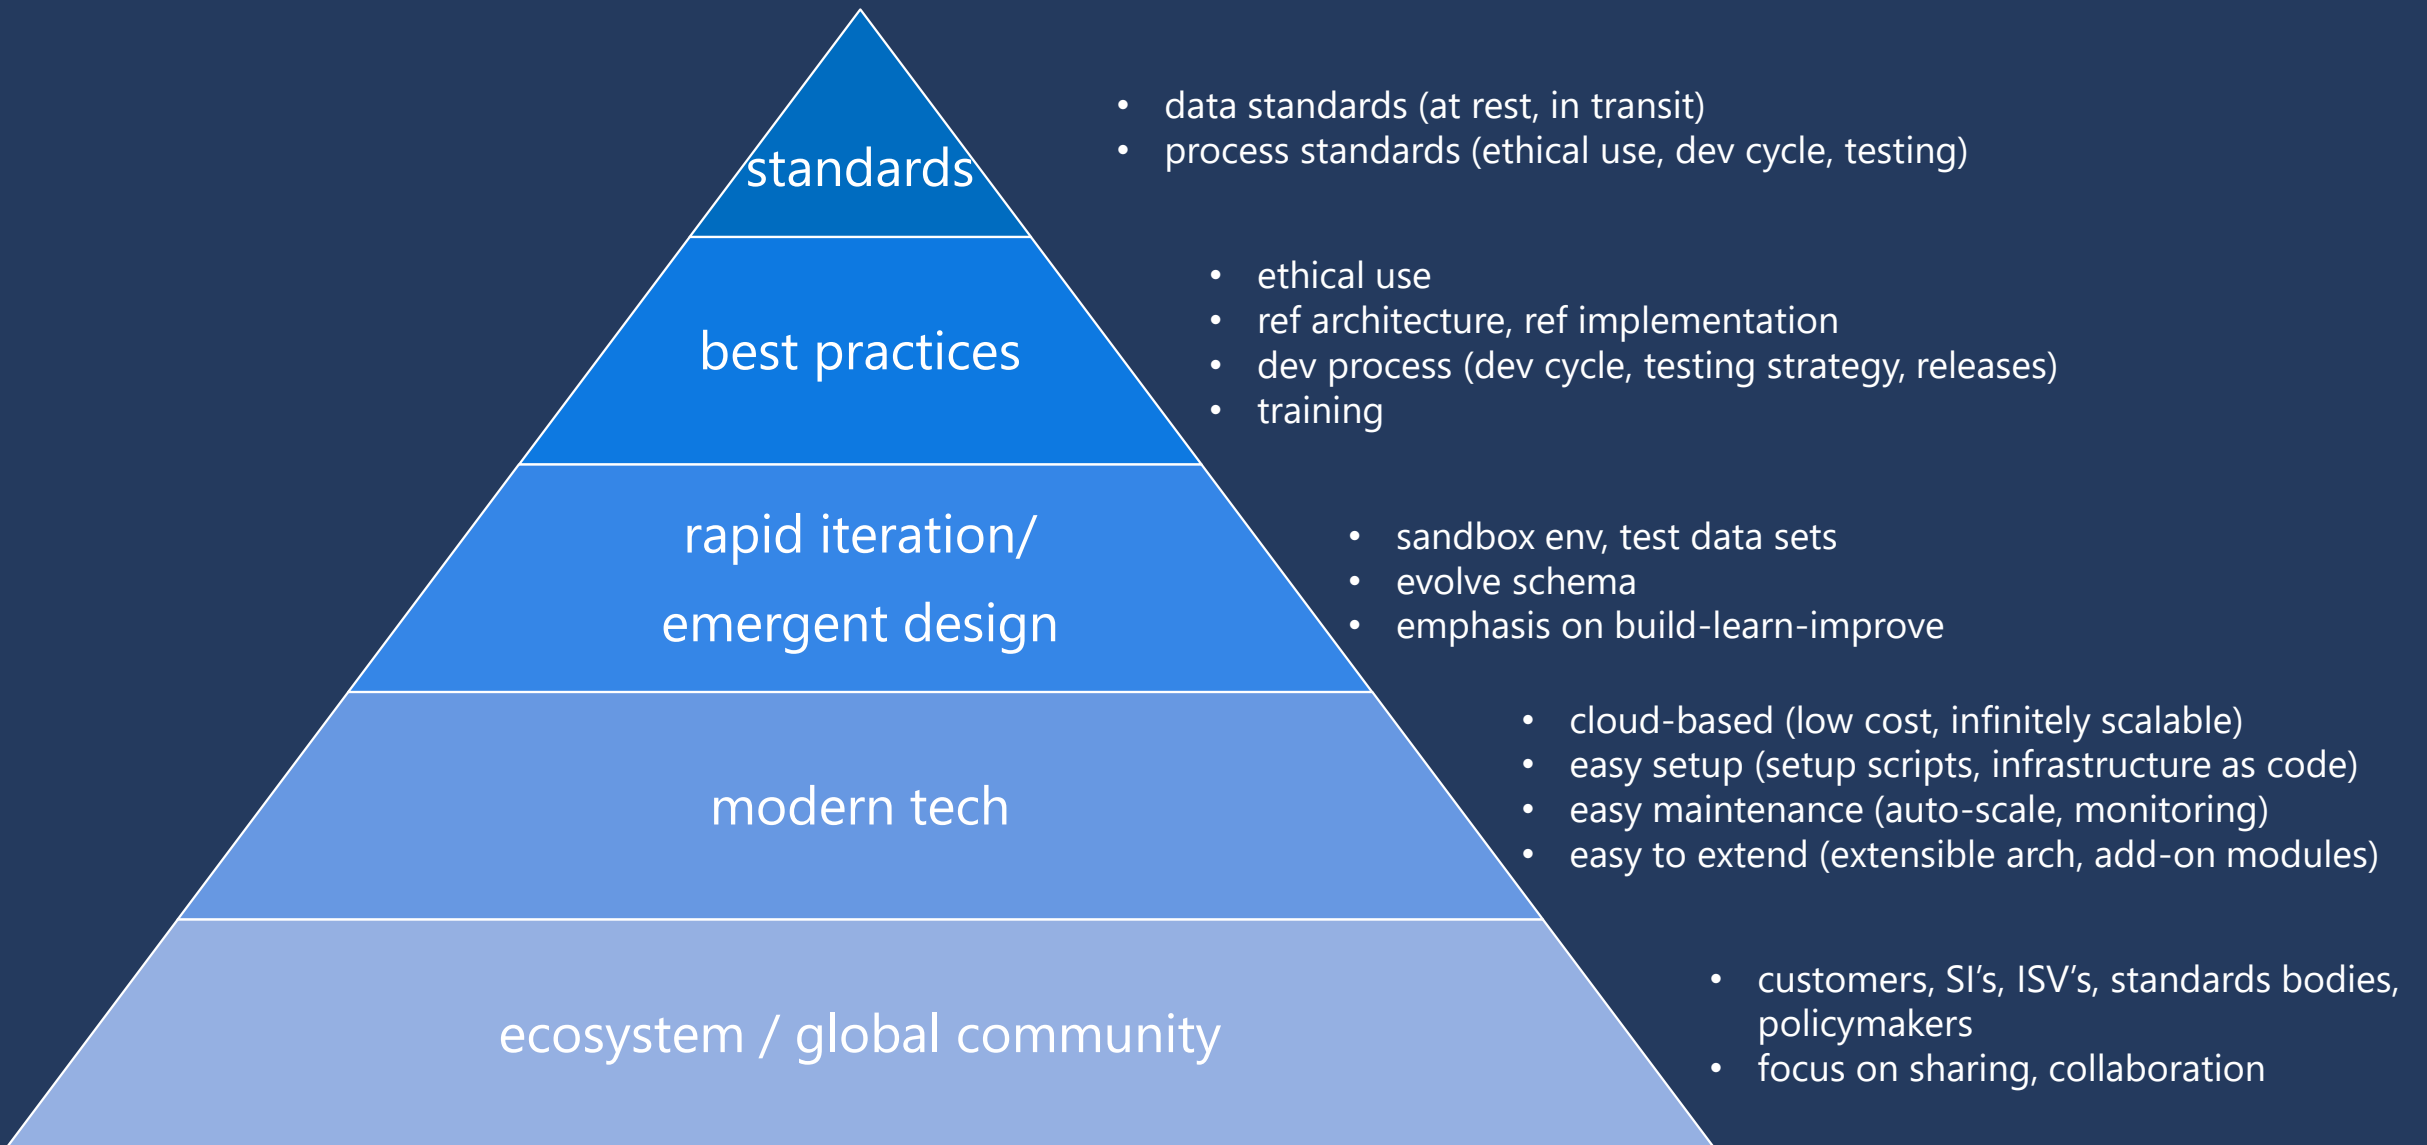 standards
• data standards (at rest, in transit)
• process standards (ethical use, dev cycle, testing)
best practices
• ethical use
• ref architecture, ref implementation
• dev process (dev cycle, testing strategy, releases)
• training
rapid iteration/
emergent design
• sandbox env, test data sets
• evolve schema
• emphasis on build-learn-improve
modern tech
• cloud-based (low cost, infinitely scalable)
• easy setup (setup scripts, infrastructure as code)
• easy maintenance (auto-scale, monitoring)
• easy to extend (extensible arch, add-on modules)
ecosystem / global community
• customers, SI’s, ISV’s, standards bodies,
policymakers
• focus on sharing, collaboration